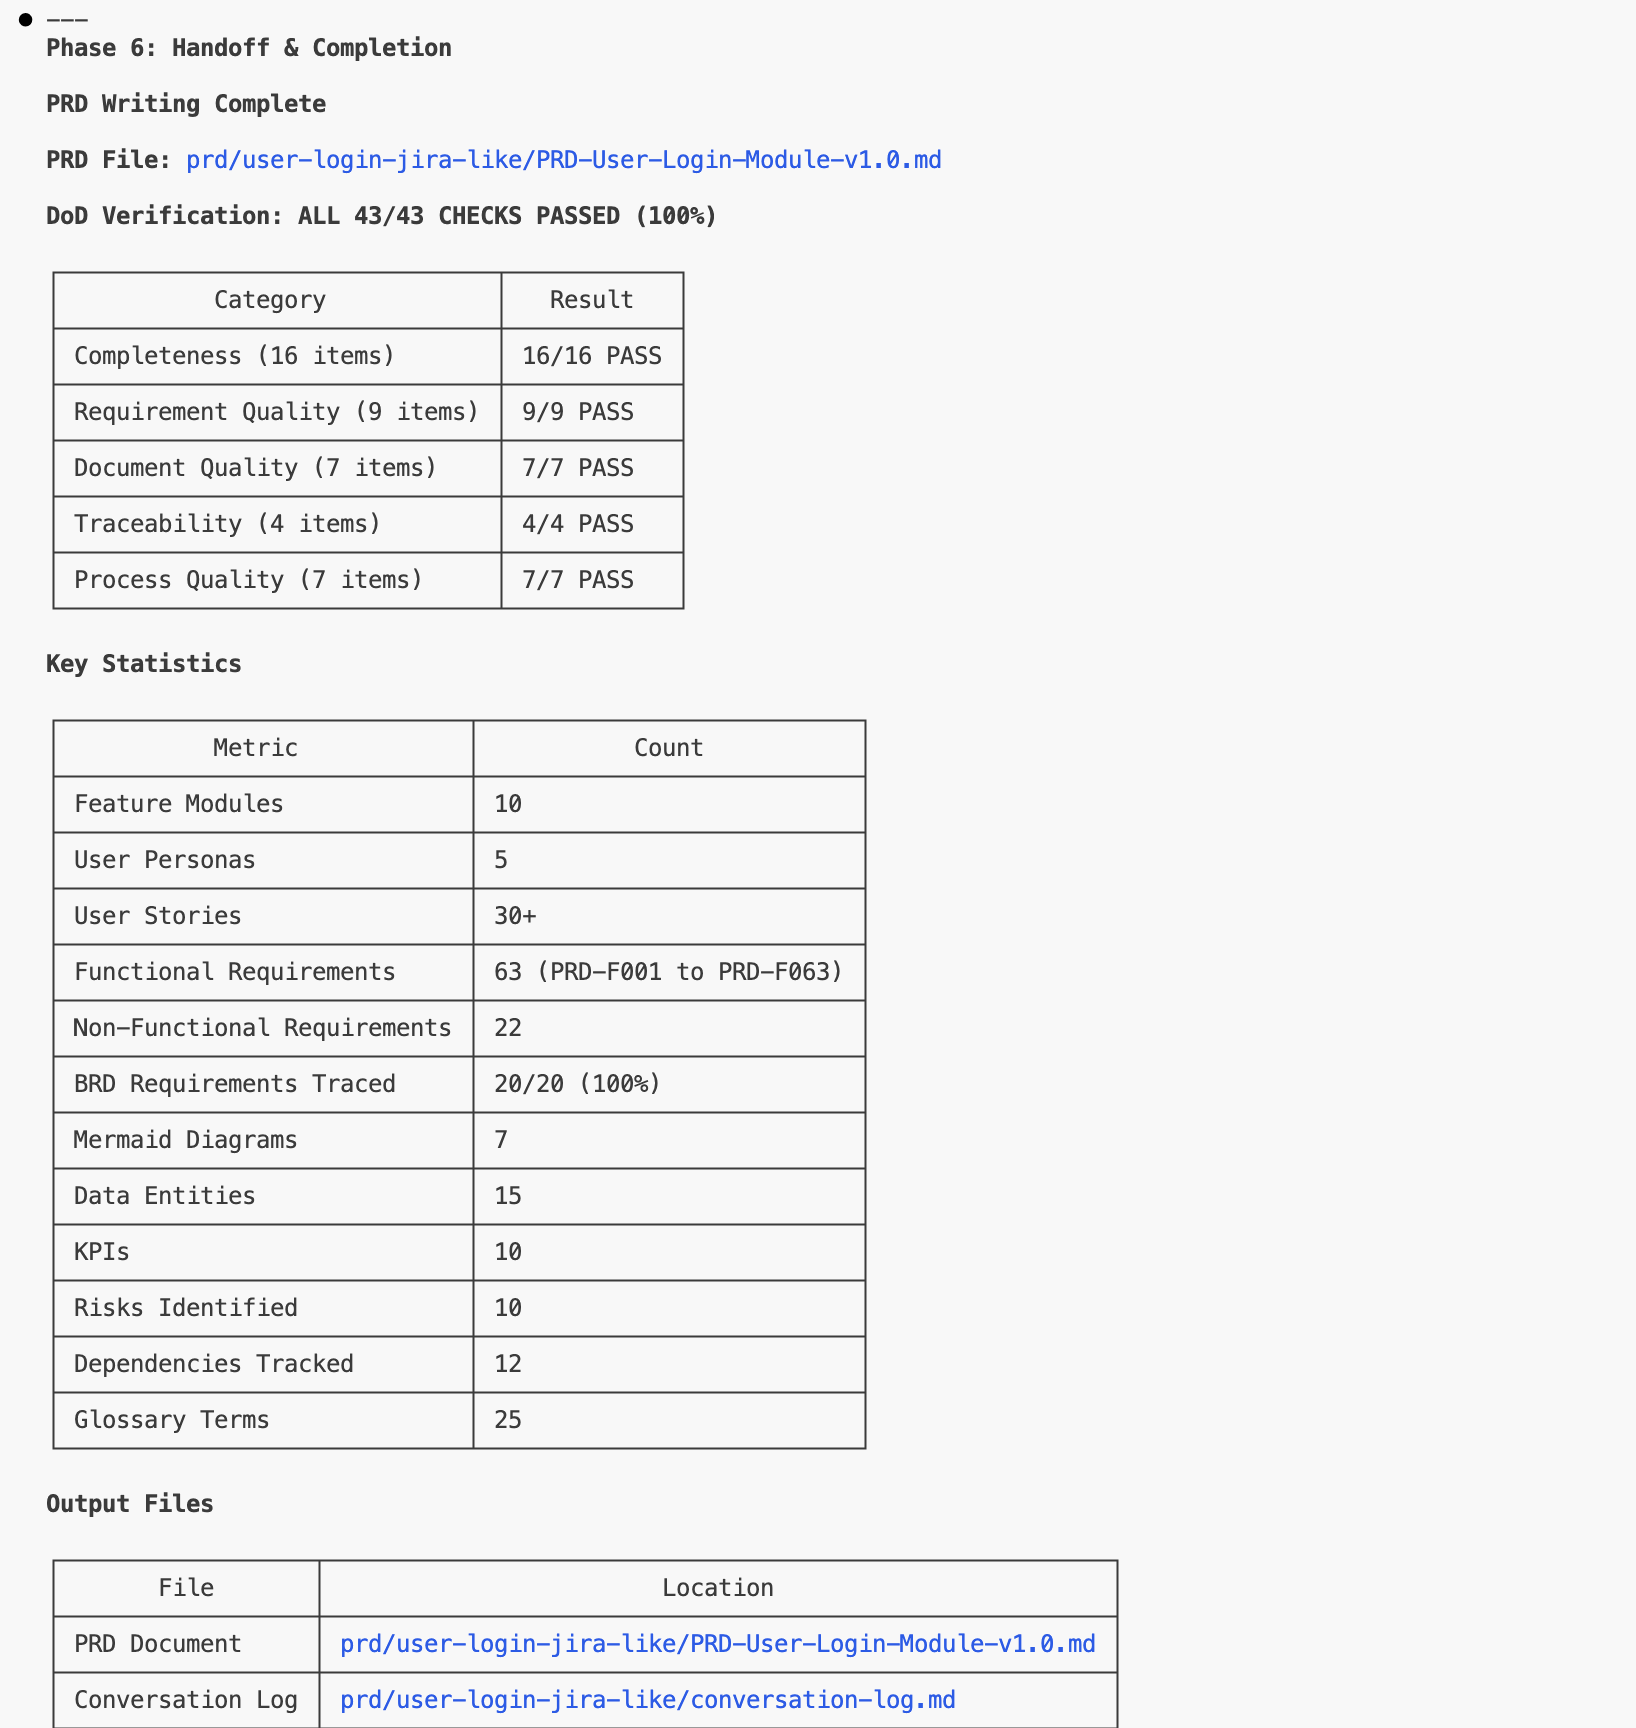 ● ---
Phase 6: Handoff & Completion
PRD Writing Complete
PRD File: prd/user-login-jira-like/PRD-User-Login-Module-v1.0.md
DoD Verification: ALL 43/43 CHECKS PASSED (100%)
Category Result
Completeness (16 items) 16/16 PASS
Requirement Quality (9 items) 9/9 PASS
Document Quality (7 items) 7/7 PASS
Traceability (4 items) 4/4 PASS
Process Quality (7 items) 7/7 PASS
Key Statistics
Metric Count
Feature Modules 10
User Personas 5
User Stories 30+
Functional Requirements 63 (PRD-F001 to PRD-F063)
Non-Functional Requirements 22
BRD Requirements Traced 20/20 (100%)
Mermaid Diagrams 7
Data Entities 15
KPIs 10
Risks Identified 10
Dependencies Tracked 12
Glossary Terms 25
Output Files
File Location
PRD Document prd/user-login-jira-like/PRD-User-Login-Module-v1.0.md
Conversation Log prd/user-login-jira-like/conversation-log.md